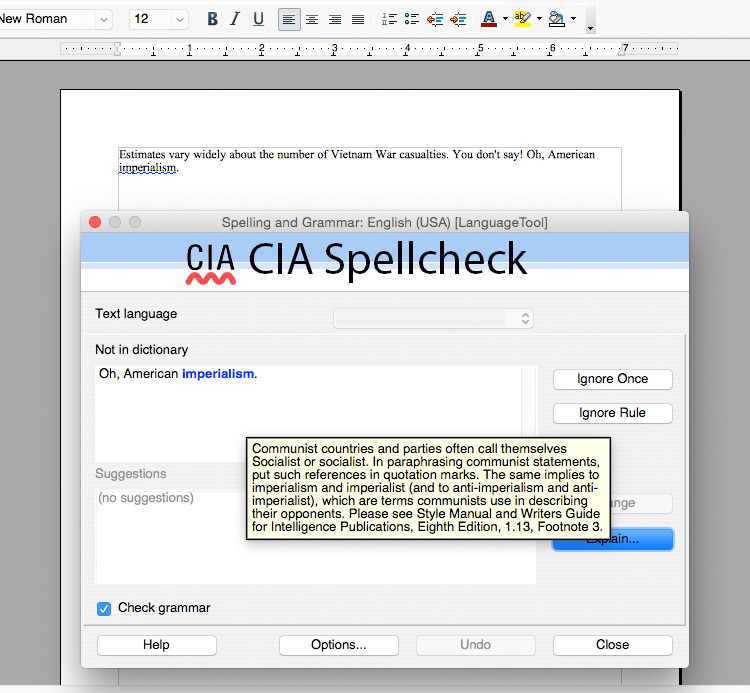 New Roman 12 B I U A
1 2 3 4 5 6 7
Estimates vary widely about the number of Vietnam War casualties. You don't say! Oh, American
imperialism.
Spelling and Grammar: English (USA) [LanguageTool]
CIA CIA Spellcheck
Text language
Not in dictionary
Oh, American imperialism.
Ignore Once
Ignore Rule
Communist countries and parties often call themselves
Socialist or socialist. In paraphrasing communist statements,
put such references in quotation marks. The same implies to
imperialism and imperialist (and to anti-imperialism and anti-
imperialist), which are terms communists use in describing
their opponents. Please see Style Manual and Writers Guide
for Intelligence Publications, Eighth Edition, 1.13, Footnote 3.
Suggestions
(no suggestions)
Explain...
Check grammar
Help
Options...
Undo
Close